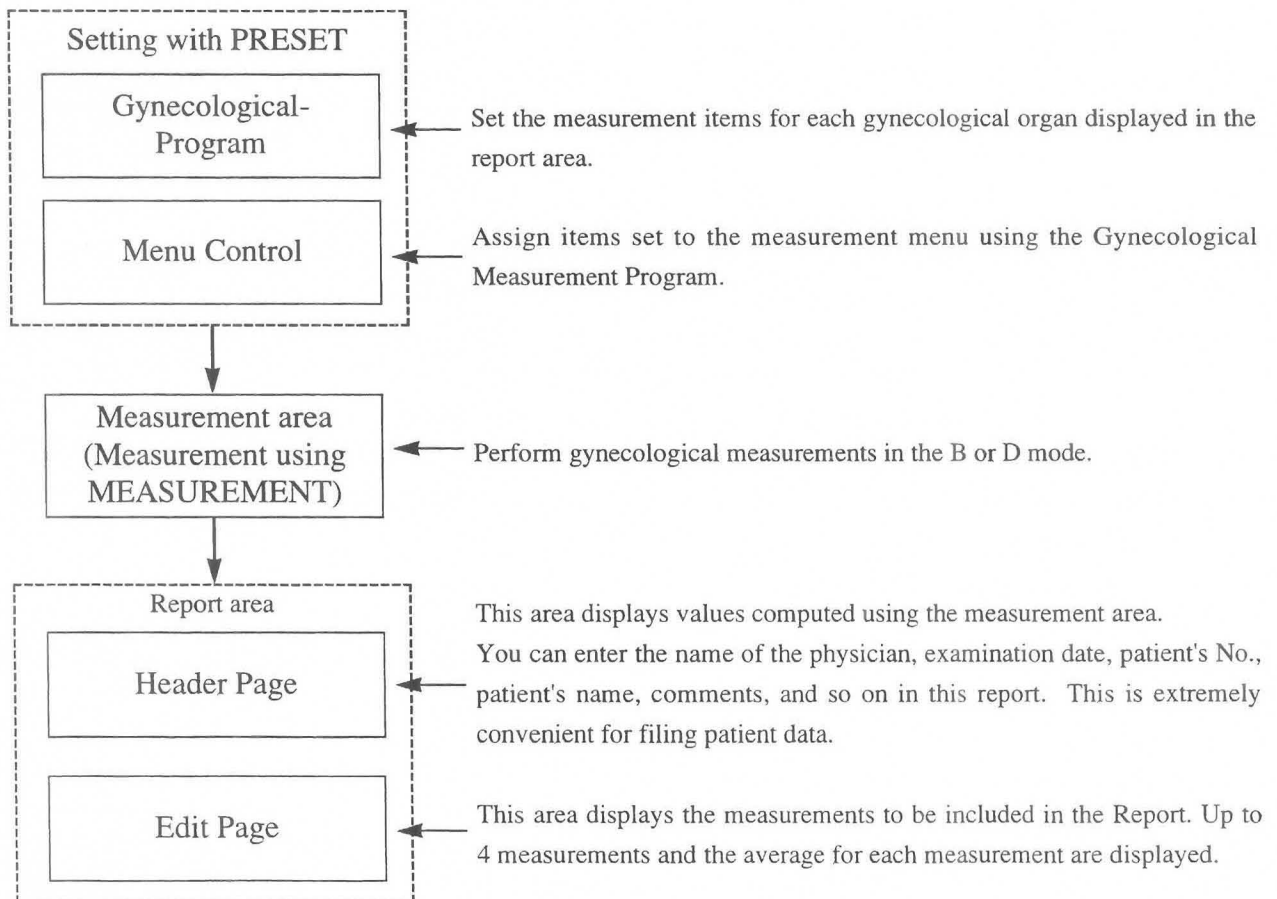 Setting with PRESET
Gynecological-
Program
Set the measurement items for each gynecological organ displayed in the
report area.
Menu Control
Assign items set to the measurement menu using the Gynecological
Measurement Program.
Measurement area
(Measurement using
MEASUREMENT)
Perform gynecological measurements in the B or D mode.
Report area
Header Page
This area displays values computed using the measurement area.
You can enter the name of the physician, examination date, patient's No.,
patient's name, comments, and so on in this report. This is extremely
convenient for filing patient data.
Edit Page
This area displays the measurements to be included in the Report. Up to
4 measurements and the average for each measurement are displayed.